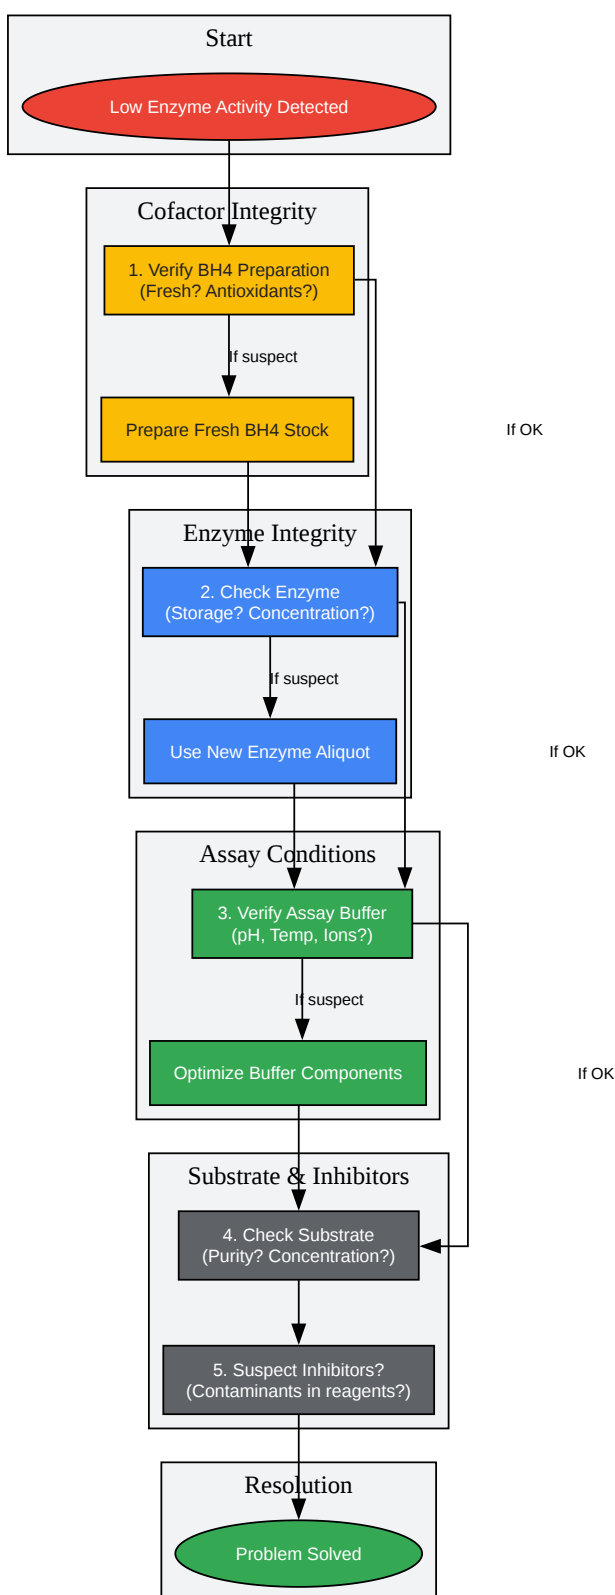 Start
Low Enzyme Activity Detected
Cofactor Integrity
1. Verify BH4 Preparation
(Fresh? Antioxidants?)
If suspect
Prepare Fresh BH4 Stock
If OK
Enzyme Integrity
2. Check Enzyme
(Storage? Concentration?)
If suspect
Use New Enzyme Aliquot
If OK
Assay Conditions
3. Verify Assay Buffer
(pH, Temp, Ions?)
If suspect
Optimize Buffer Components
If OK
Substrate & Inhibitors
4. Check Substrate
(Purity? Concentration?)
5. Suspect Inhibitors?
(Contaminants in reagents?)
Resolution
Problem Solved